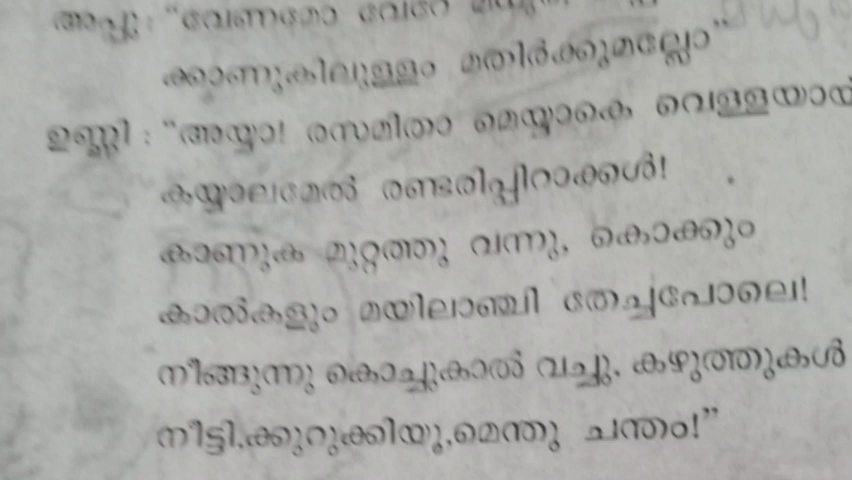 അപ്പു : “വേണമോ വേറെ
ക്കാണുകിലുള്ളം മതിർക്കുമല്ലോ”
ഉണ്ണി : “അയ്യാ! രസമിതാ മെയ്യാകെ വെള്ളയായ്
കയ്യാലമേൽ രണ്ടരിപ്പിറാക്കൾ!
കാണുക മുറ്റത്തു വന്നു, കൊക്കും
കാൽകളും മയിലാഞ്ചി തേച്ചപോലെ!
നീങ്ങുന്നു കൊച്ചുകാൽ വച്ചു, കഴുത്തുകൾ
നീട്ടി,ക്കുറുക്കിയു,മെന്തു ചന്തം!”